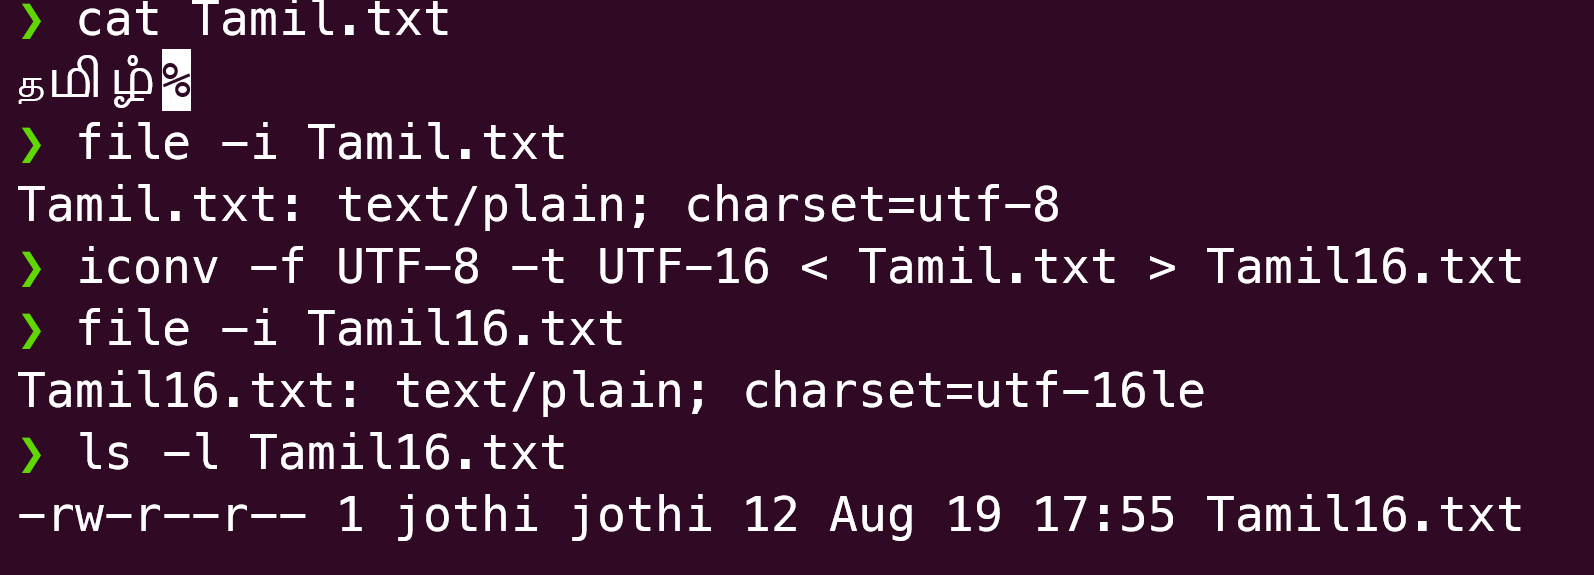 ❯ cat Tamil.txt
தமிழ்%
❯ file -i Tamil.txt
Tamil.txt: text/plain; charset=utf-8
❯ iconv -f UTF-8 -t UTF-16 < Tamil.txt > Tamil16.txt
❯ file -i Tamil16.txt
Tamil16.txt: text/plain; charset=utf-16le
❯ ls -l Tamil16.txt
-rw-r--r-- 1 jothi jothi 12 Aug 19 17:55 Tamil16.txt